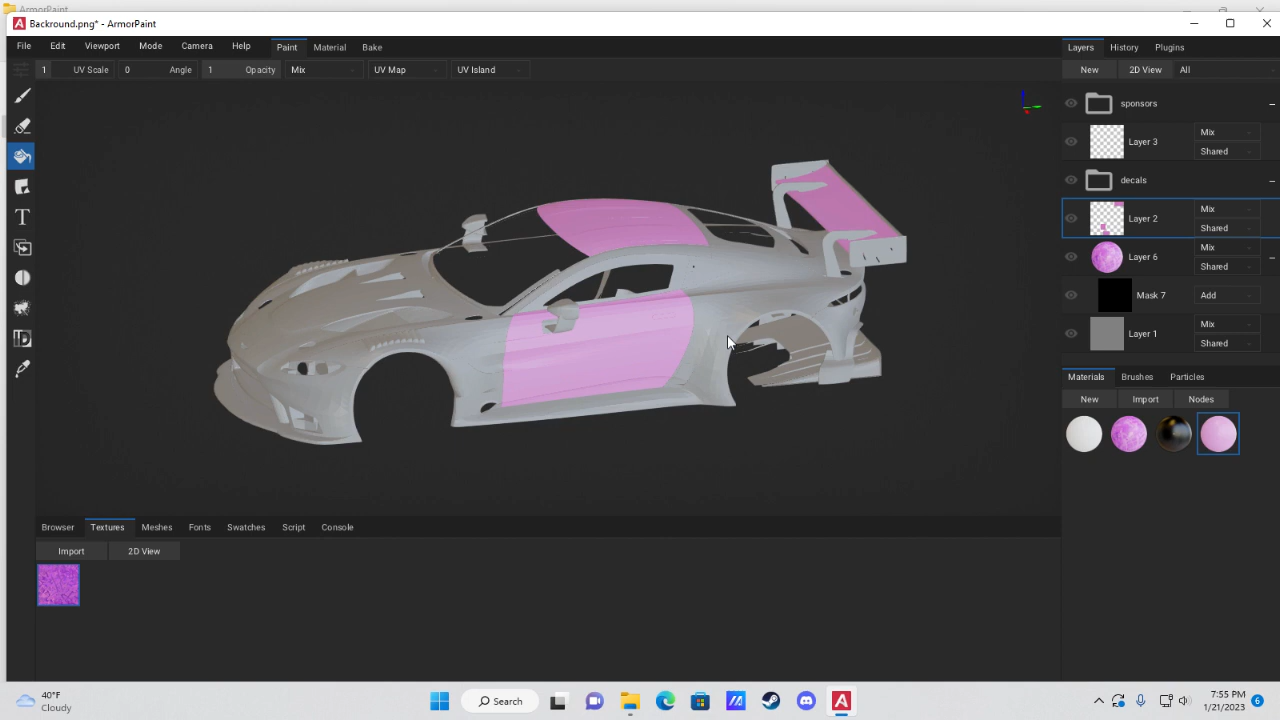 ArmorPaint
Backround.png* - ArmorPaint
File Edit Viewport Mode Camera Help Paint Material Bake
1 UV Scale 0 Angle 1 Opacity Mix UV Map UV Island
Layers History Plugins
New 2D View All
sponsors
Layer 3 Mix
Shared
decals
Layer 2 Mix
Shared
Layer 6 Mix
Shared
Mask 7 Add
Layer 1 Mix
Shared
Materials Brushes Particles
New Import Nodes
Browser Textures Meshes Fonts Swatches Script Console
Import 2D View
40°F
Cloudy
Search
7:55 PM
1/21/2023
6